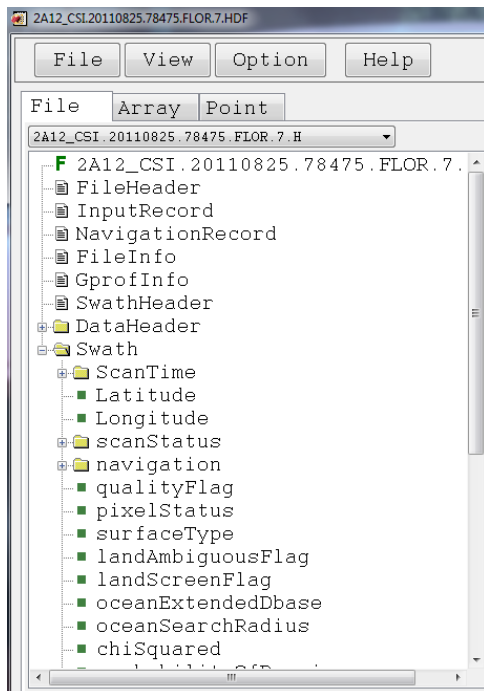 2A12_CSI.20110825.78475.FLOR.7.HDF
File View Option Help
File Array Point
2A12_CSI.20110825.78475.FLOR.7.H
F 2A12_CSI.20110825.78475.FLOR.7.
FileHeader
InputRecord
NavigationRecord
FileInfo
GprofInfo
SwathHeader
DataHeader
Swath
ScanTime
Latitude
Longitude
scanStatus
navigation
qualityFlag
pixelStatus
surfaceType
landAmbiguousFlag
landScreenFlag
oceanExtendedDbase
oceanSearchRadius
chiSquared